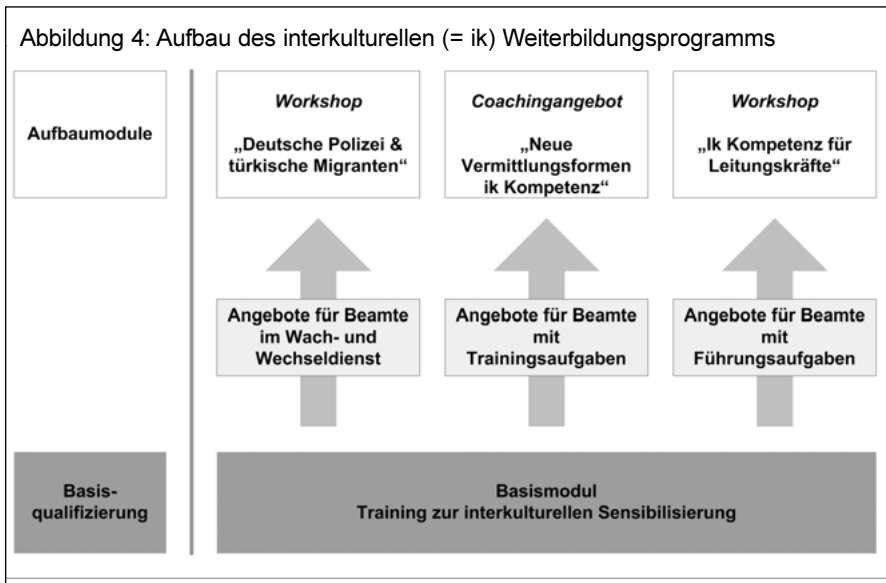 Abbildung 4: Aufbau des interkulturellen (= ik) Weiterbildungsprogramms
Aufbaumodule
Workshop
„Deutsche Polizei &
türkische Migranten“
Coachingangebot
„Neue
Vermittlungsformen
ik Kompetenz“
Workshop
„Ik Kompetenz für
Leitungskräfte“
Angebote für Beamte
im Wach- und
Wechseldienst
Angebote für Beamte
mit
Trainingsaufgaben
Angebote für Beamte
mit
Führungsaufgaben
Basis-
qualifizierung
Basismodul
Training zur interkulturellen Sensibilisierung